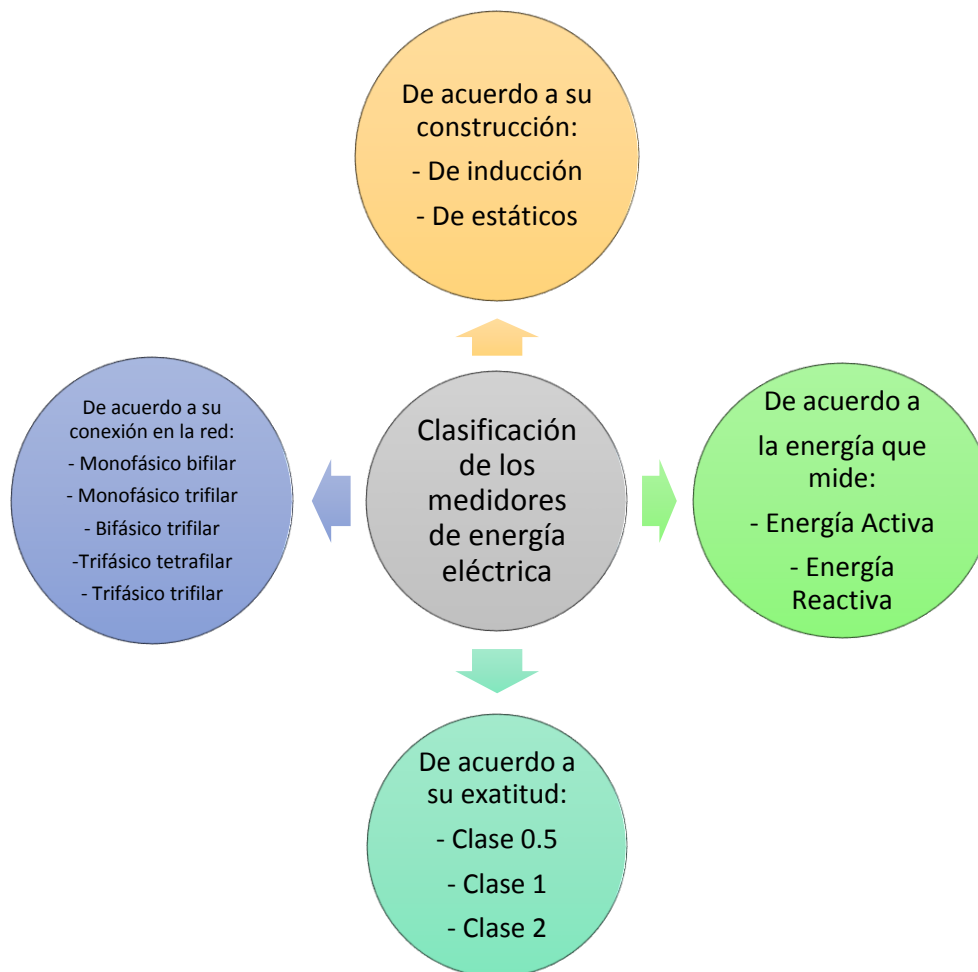 De acuerdo a su
construcción:
- De inducción
- De estáticos
De acuerdo a su
conexión en la red:
- Monofásico bifilar
- Monofásico trifilar
- Bifásico trifilar
-Trifásico tetrafilar
- Trifásico trifilar
Clasificación
de los
medidores
de energía
eléctrica
De acuerdo a
la energía que
mide:
- Energía Activa
- Energía
Reactiva
De acuerdo a
su exatitud:
- Clase 0.5
- Clase 1
- Clase 2